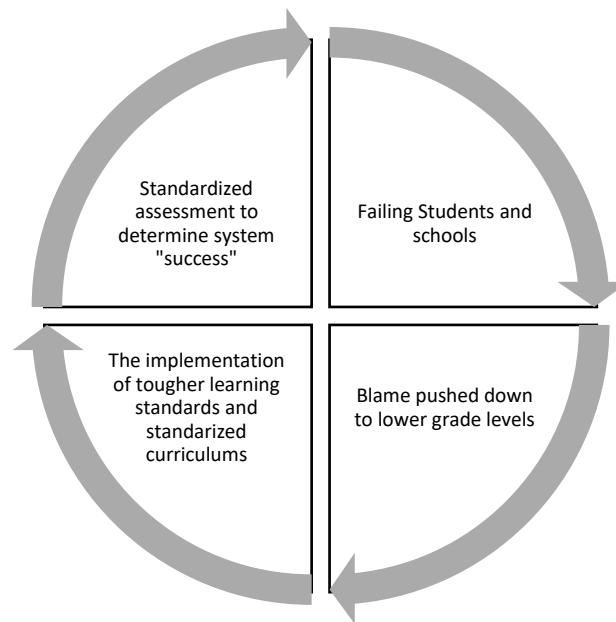 Standardized
assessment to
determine system
"success"
Failing Students and
schools
The implementation
of tougher learning
standards and
standarized
curriculums
Blame pushed down
to lower grade levels